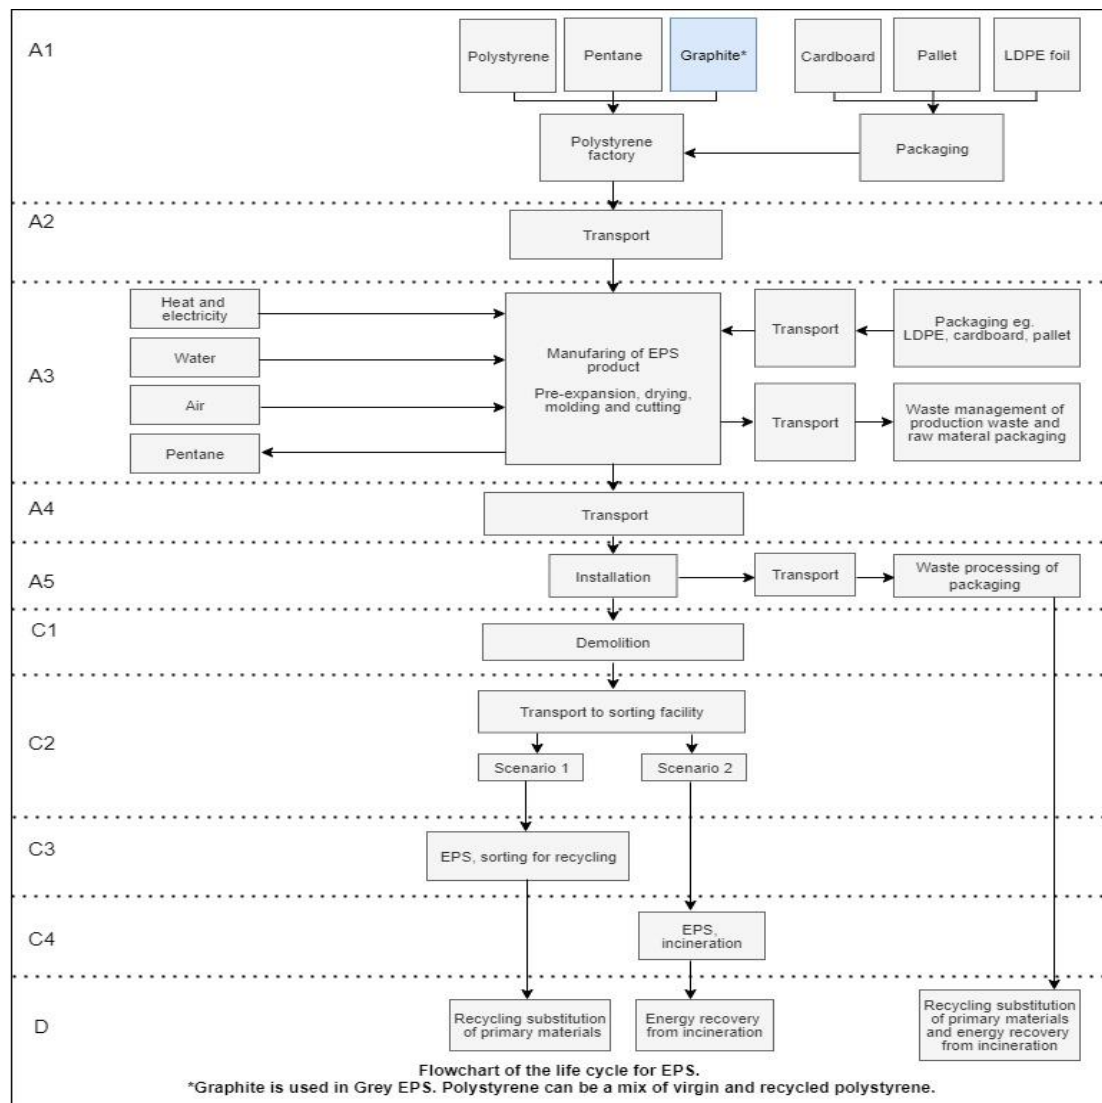 A1
Polystyrene
Pentane
Graphite*
Cardboard
Pallet
LDPE foil
Polystyrene
factory
Packaging
A2
Transport
A3
Heat and
electricity
Water
Air
Pentane
Manufaring of EPS
product
Pre-expansion, drying,
molding and cutting
Transport
Packaging eg.
LDPE, cardboard, pallet
Transport
Waste management of
production waste and
raw materal packaging
A4
Transport
A5
Installation
Transport
Waste processing of
packaging
C1
Demolition
C2
Transport to sorting facility
Scenario 1
Scenario 2
C3
EPS, sorting for recycling
C4
EPS,
incineration
D
Recycling substitution
of primary materials
Energy recovery
from incineration
Recycling substitution
of primary materials
and energy recovery
from incineration
Flowchart of the life cycle for EPS.
*Graphite is used in Grey EPS. Polystyrene can be a mix of virgin and recycled polystyrene.